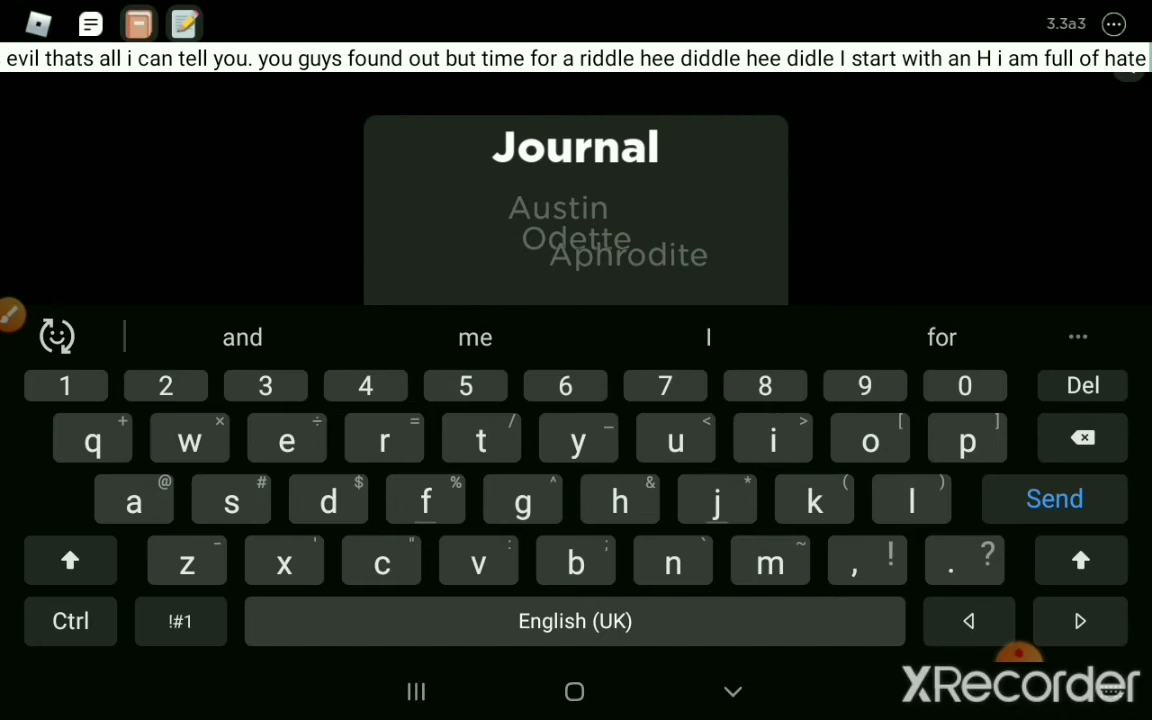 3.3a3
evil thats all i can tell you. you guys found out but time for a riddle hee diddle hee didle I start with an H i am full of hate
Journal
Austin
Odette
Aphrodite
and me I for ...
1 2 3 4 5 6 7 8 9 0 Del
+ × ÷ = / _ < > [ ]
q w e r t y u i o p
@ # $ % ^ & * ( )
a s d f g h j k l Send
- ' " : ; ` ~ ! ?
z x c v b n m , .
Ctrl !#1 English (UK)
XRecorder